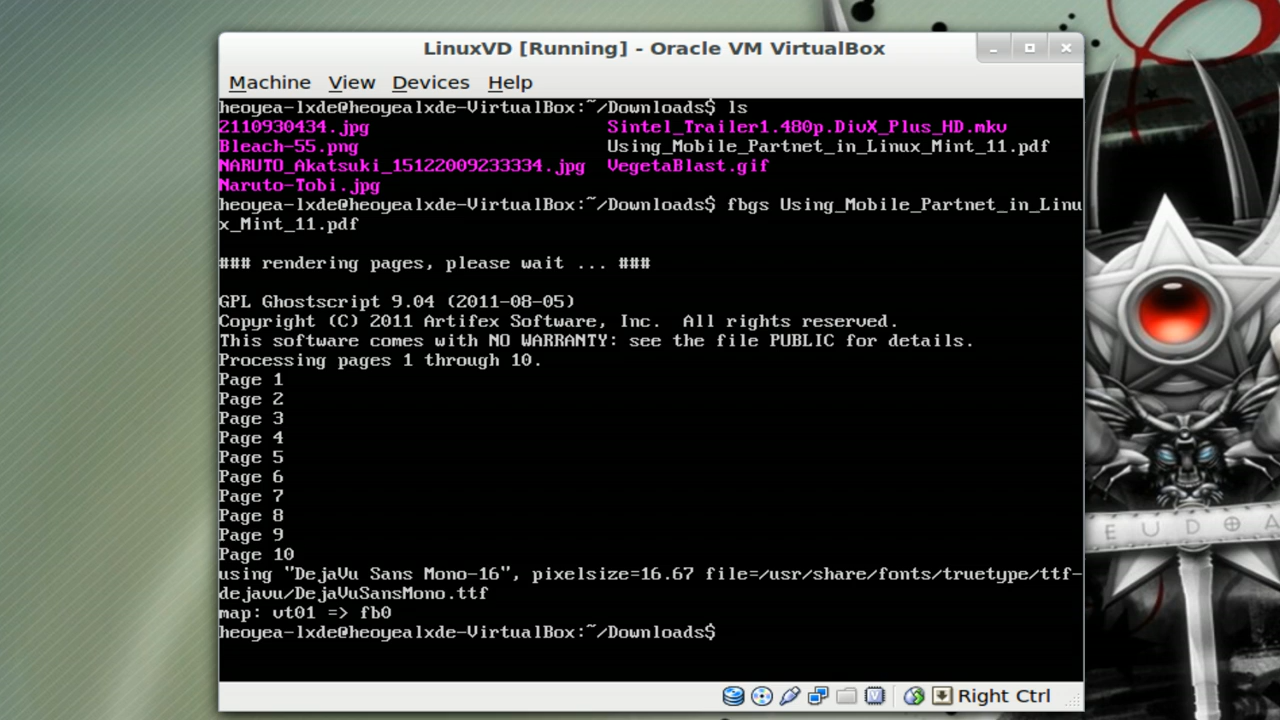 LinuxVD [Running] - Oracle VM VirtualBox
Machine View Devices Help
heoyea-lxde@heoyealxde-VirtualBox:~/Downloads$ ls
2110930434.jpg Sintel_Trailer1.480p.DivX_Plus_HD.mkv
Bleach-55.png Using_Mobile_Partnet_in_Linux_Mint_11.pdf
NARUTO_Akatsuki_15122009233334.jpg VegetaBlast.gif
Naruto-Tobi.jpg
heoyea-lxde@heoyealxde-VirtualBox:~/Downloads$ fbgs Using_Mobile_Partnet_in_Linu
x_Mint_11.pdf
### rendering pages, please wait ... ###
GPL Ghostscript 9.04 (2011-08-05)
Copyright (C) 2011 Artifex Software, Inc.  All rights reserved.
This software comes with NO WARRANTY: see the file PUBLIC for details.
Processing pages 1 through 10.
Page 1
Page 2
Page 3
Page 4
Page 5
Page 6
Page 7
Page 8
Page 9
Page 10
using "DejaVu Sans Mono-16", pixelsize=16.67 file=/usr/share/fonts/truetype/ttf-
dejavu/DejaVuSansMono.ttf
map: vt01 => fb0
heoyea-lxde@heoyealxde-VirtualBox:~/Downloads$
Right Ctrl
E U D O A